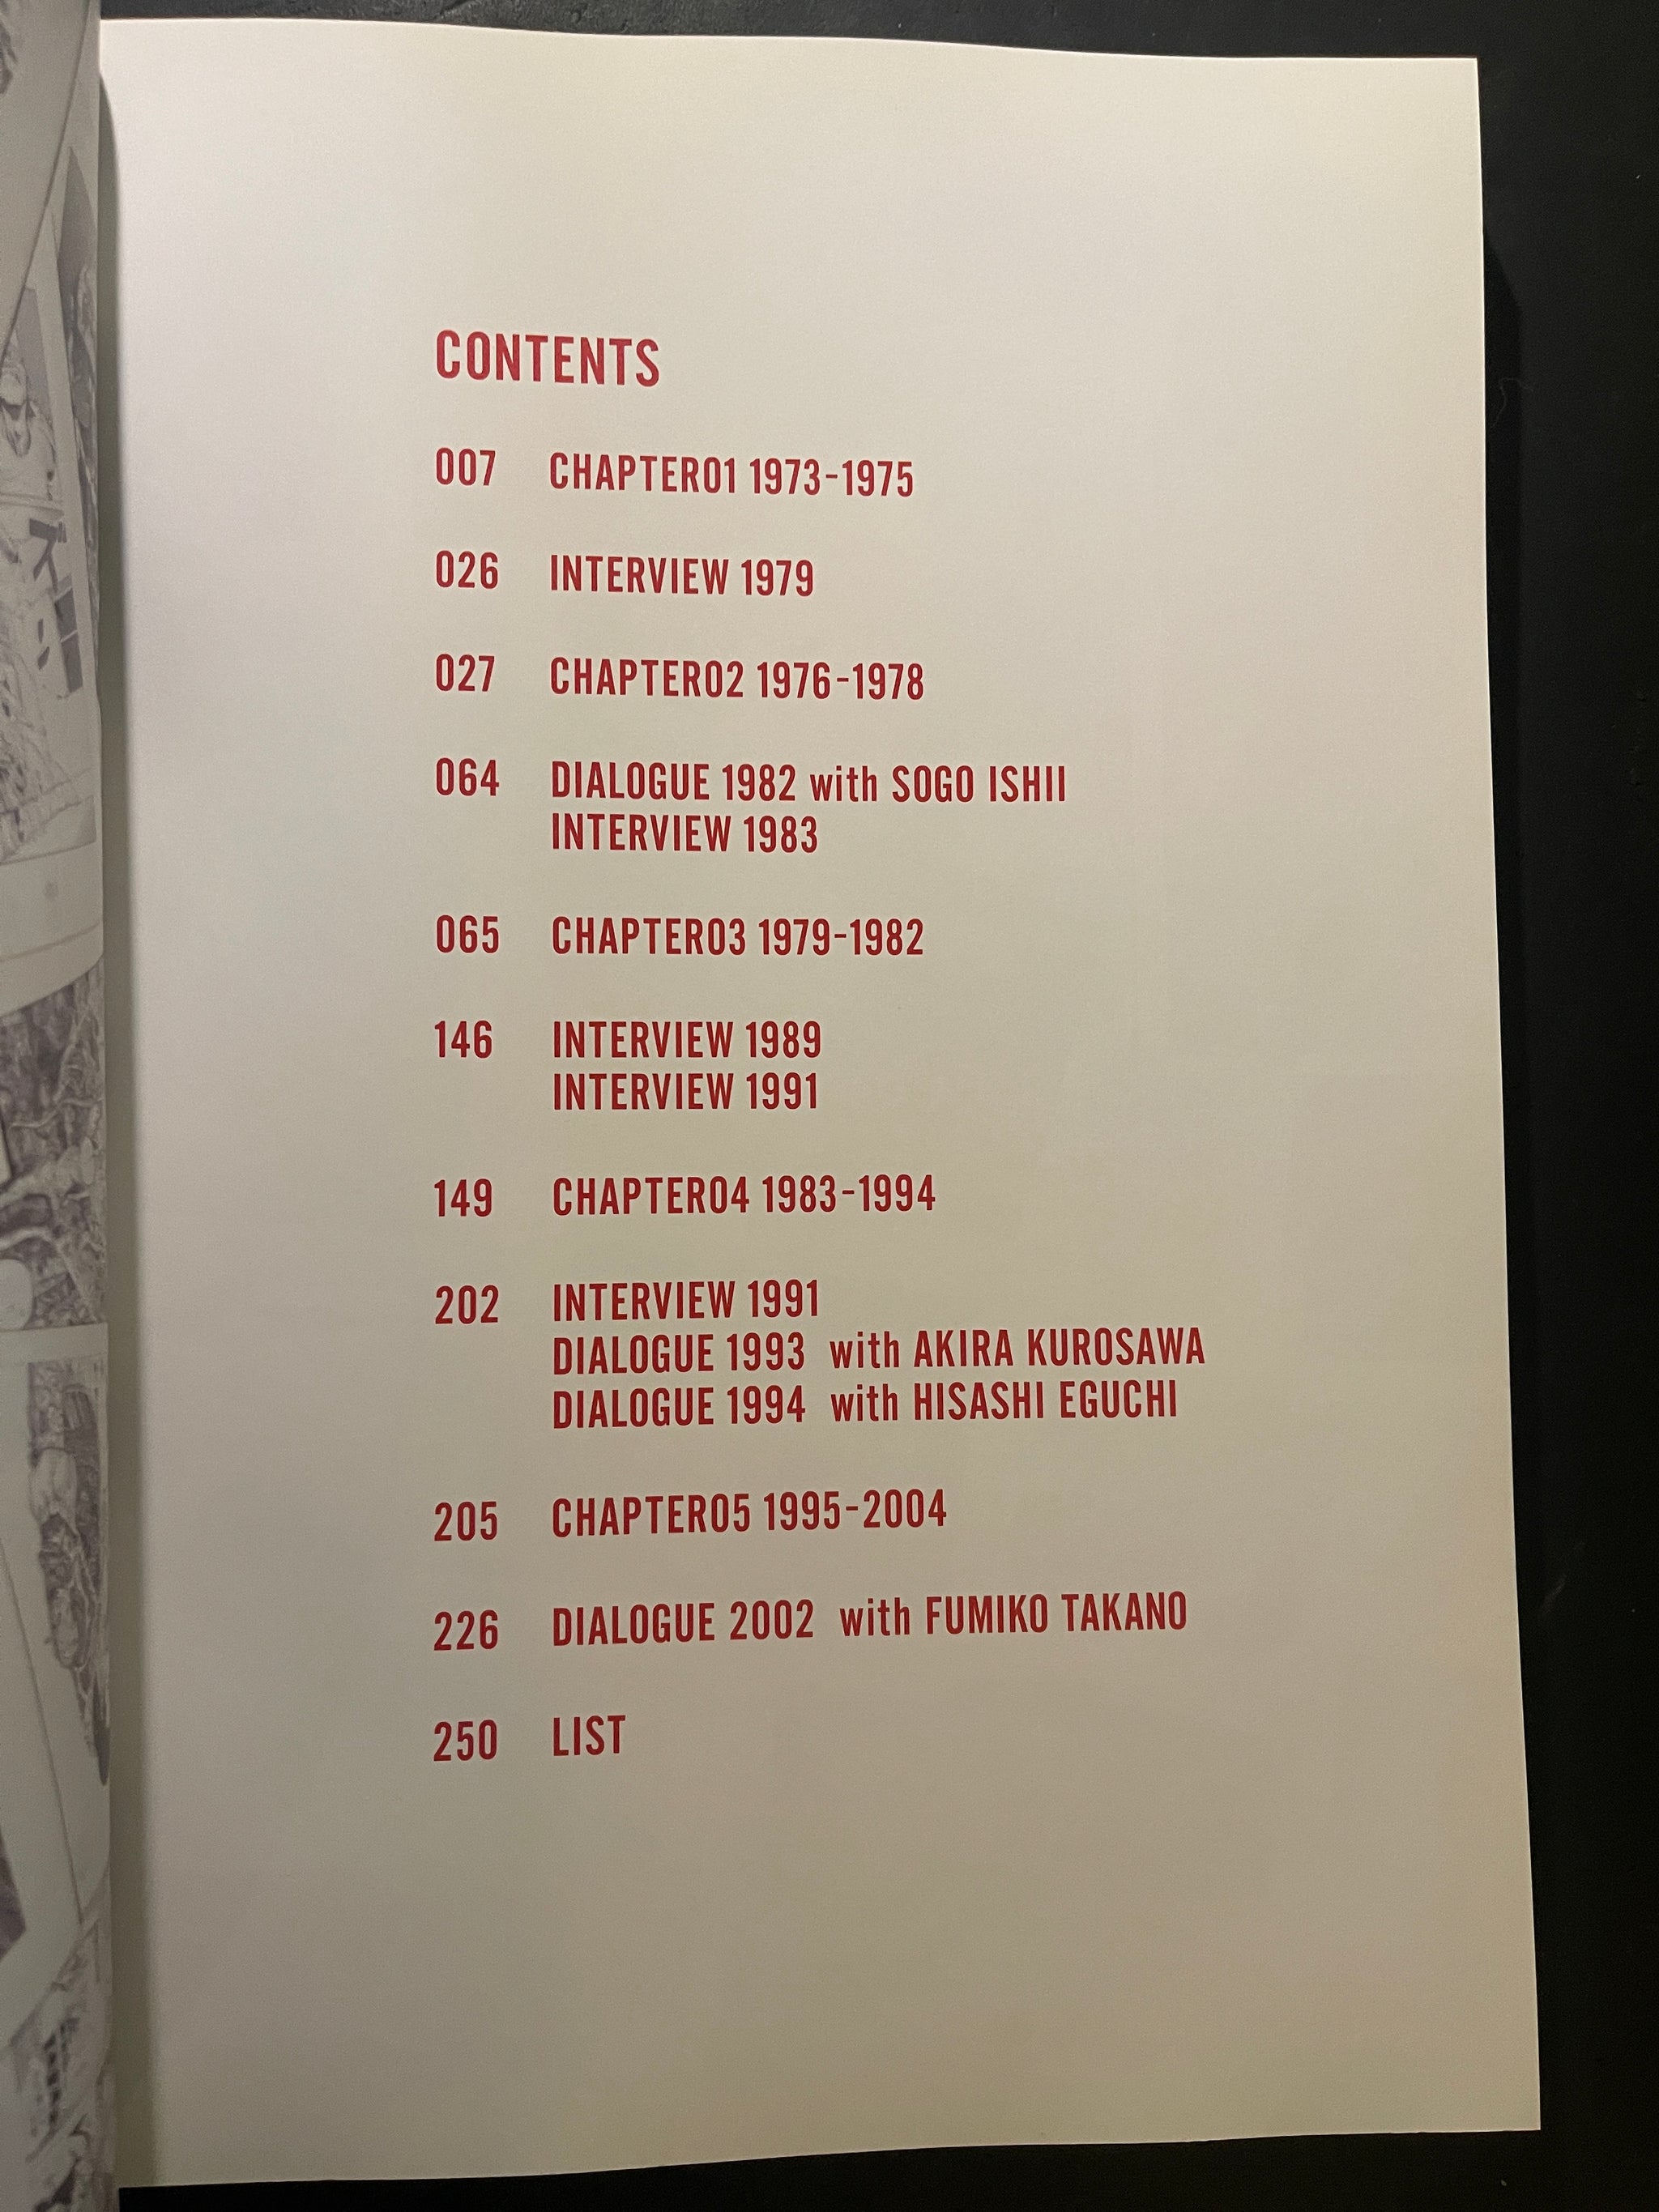 CONTENTS
007 CHAPTER01 1973-1975
026 INTERVIEW 1979
027 CHAPTER02 1976-1978
064 DIALOGUE 1982 with SOGO ISHII
INTERVIEW 1983
065 CHAPTER03 1979-1982
146 INTERVIEW 1989
INTERVIEW 1991
149 CHAPTER04 1983-1994
202 INTERVIEW 1991
DIALOGUE 1993 with AKIRA KUROSAWA
DIALOGUE 1994 with HISASHI EGUCHI
205 CHAPTER05 1995-2004
226 DIALOGUE 2002 with FUMIKO TAKANO
250 LIST